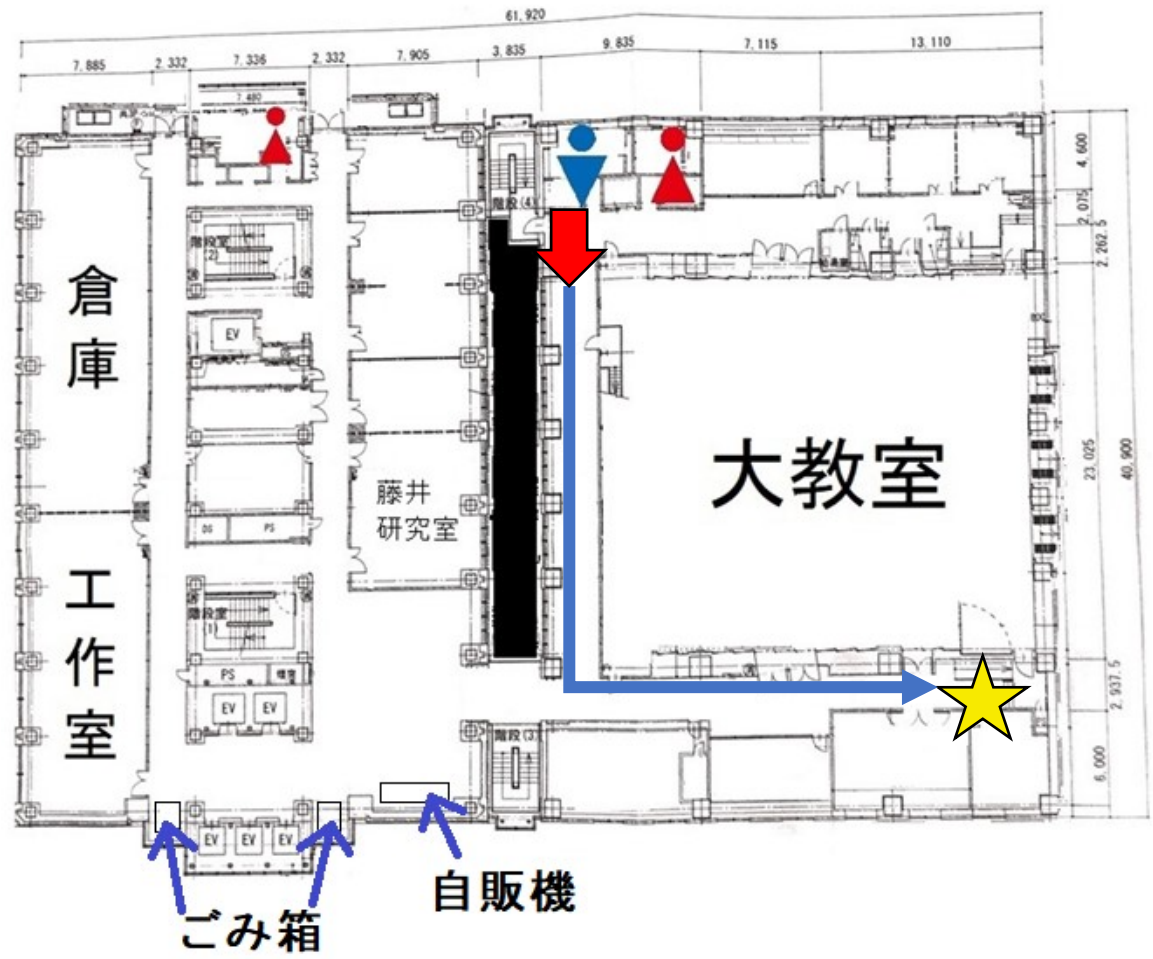 61,920
7,885
2,332
7,336
2,332
7,905
3,835
9,835
7,115
13,110
7,480
4,600
2,075
2,262.5
階段(4)
階段室
(2)
EV
倉庫
大教室
23,025
40,900
藤井
研究室
DS
PS
工作室
階段室
(1)
PS
EV
EV
2,937.5
階段(3)
6,000
EV
EV
EV
自販機
ごみ箱